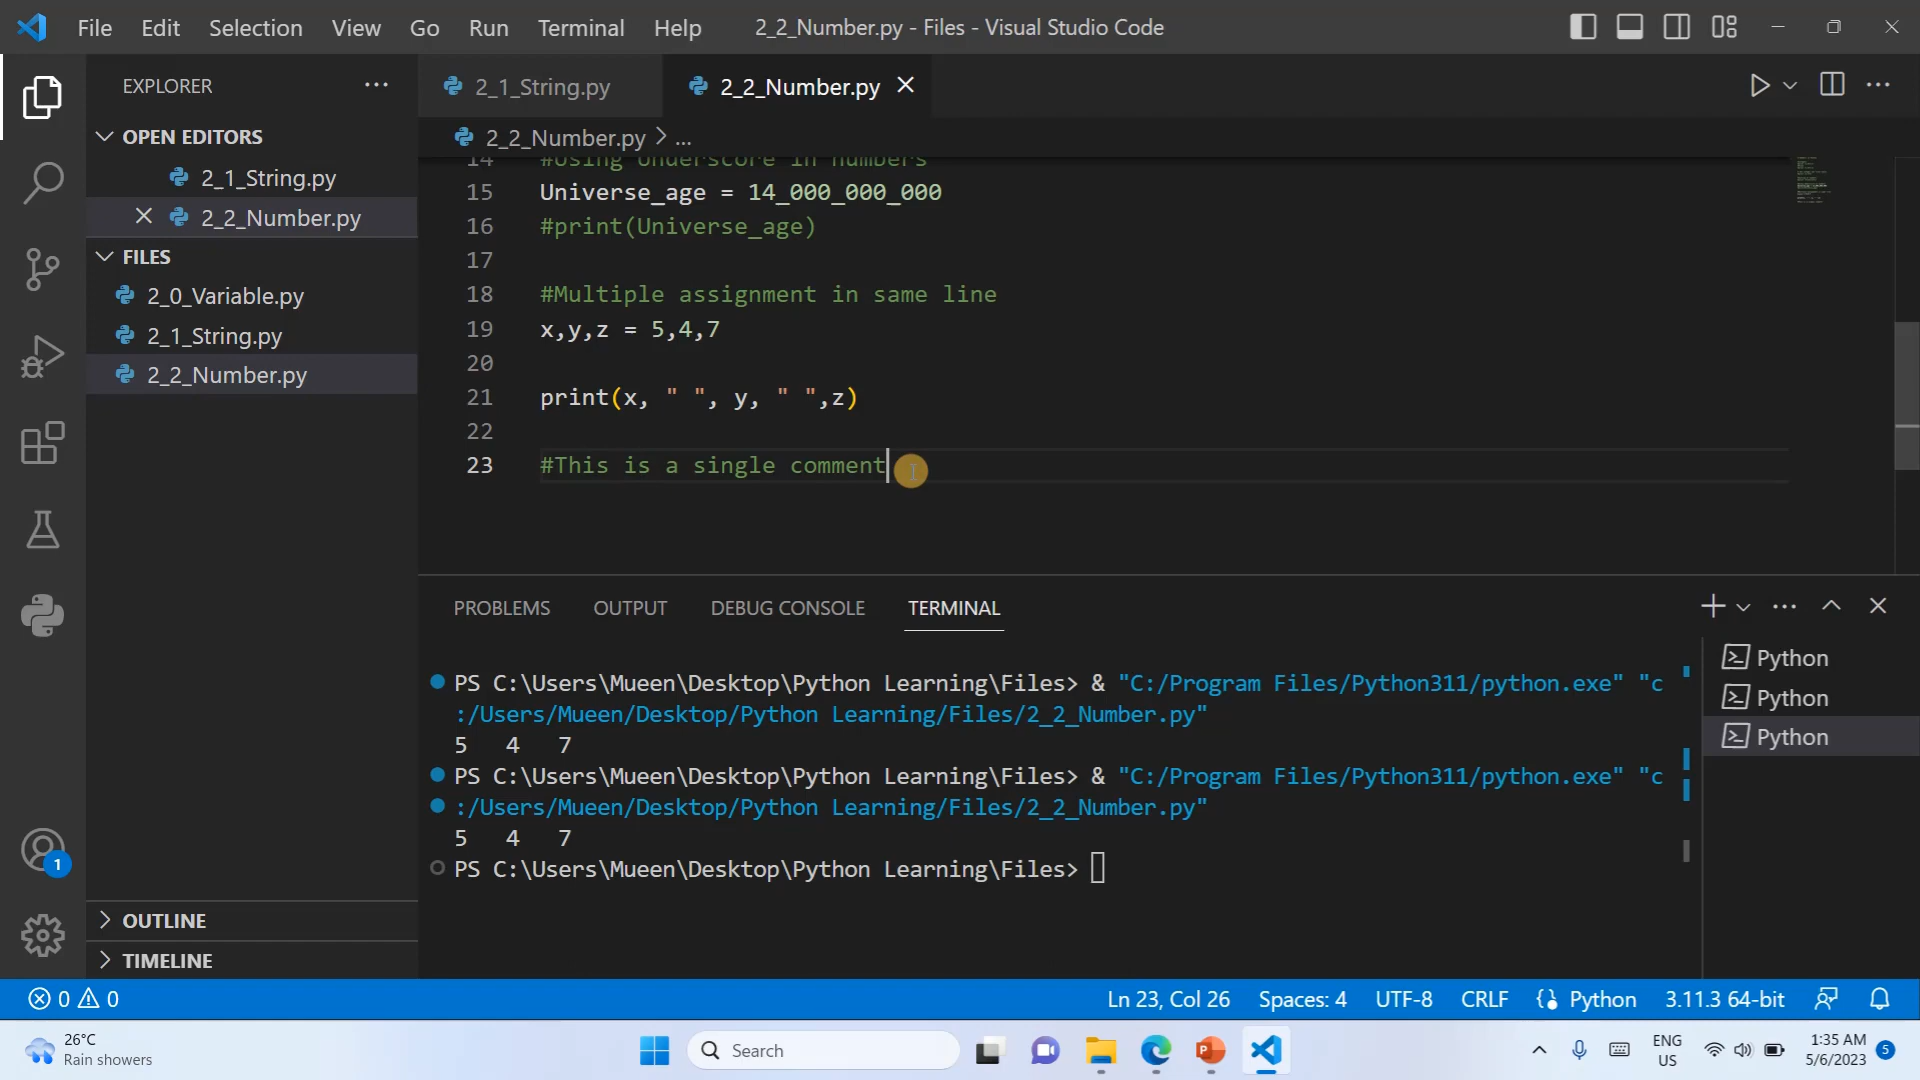 File Edit Selection View Go Run Terminal Help 2_2_Number.py - Files - Visual Studio Code
EXPLORER
2_1_String.py 2_2_Number.py
OPEN EDITORS
2_1_String.py
2_2_Number.py
FILES
2_0_Variable.py
2_1_String.py
2_2_Number.py
OUTLINE
TIMELINE
2_2_Number.py > ...
14 #Using Underscore in numbers
15 Universe_age = 14_000_000_000
16 #print(Universe_age)
17
18 #Multiple assignment in same line
19 x,y,z = 5,4,7
20
21 print(x, " ", y, " ",z)
22
23 #This is a single comment
PROBLEMS OUTPUT DEBUG CONSOLE TERMINAL
PS C:\Users\Mueen\Desktop\Python Learning\Files> & "C:/Program Files/Python311/python.exe" "c
:/Users/Mueen/Desktop/Python Learning/Files/2_2_Number.py"
5   4   7
PS C:\Users\Mueen\Desktop\Python Learning\Files> & "C:/Program Files/Python311/python.exe" "c
:/Users/Mueen/Desktop/Python Learning/Files/2_2_Number.py"
5   4   7
PS C:\Users\Mueen\Desktop\Python Learning\Files>
Python
Python
Python
1
0 0 Ln 23, Col 26 Spaces: 4 UTF-8 CRLF Python 3.11.3 64-bit
26°C
Rain showers
Search
ENG
US
1:35 AM
5/6/2023
5